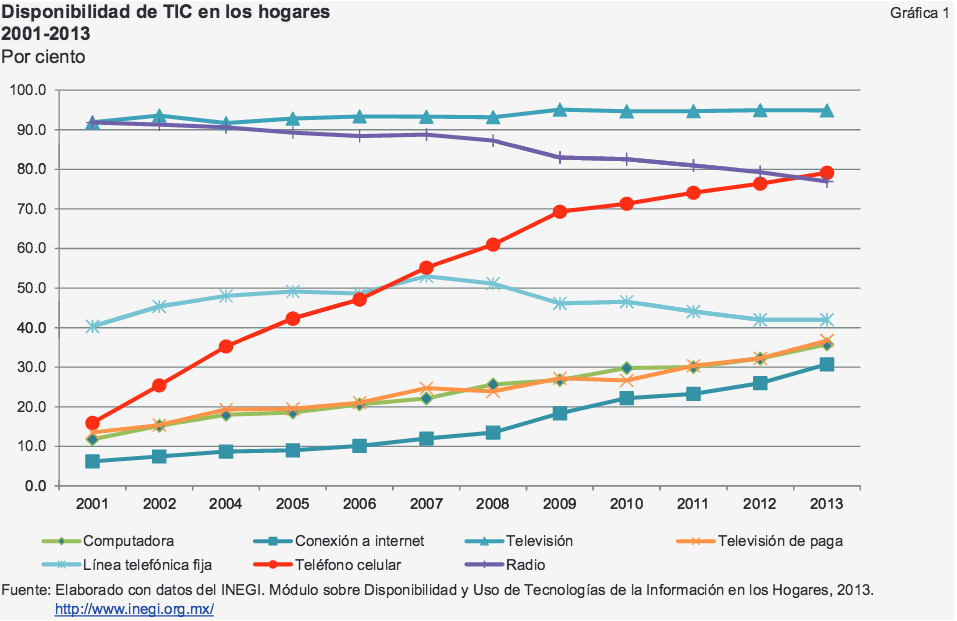 Disponibilidad de TIC en los hogares
Gráfica 1
2001-2013
Por ciento
100.0
90.0
80.0
70.0
60.0
50.0
40.0
30.0
20.0
10.0
0.0
2001 2002 2004 2005 2006 2007 2008 2009 2010 2011 2012 2013
Computadora Conexión a internet Televisión Televisión de paga
Línea telefónica fija Teléfono celular Radio
Fuente: Elaborado con datos del INEGI. Módulo sobre Disponibilidad y Uso de Tecnologías de la Información en los Hogares, 2013.
http://www.inegi.org.mx/